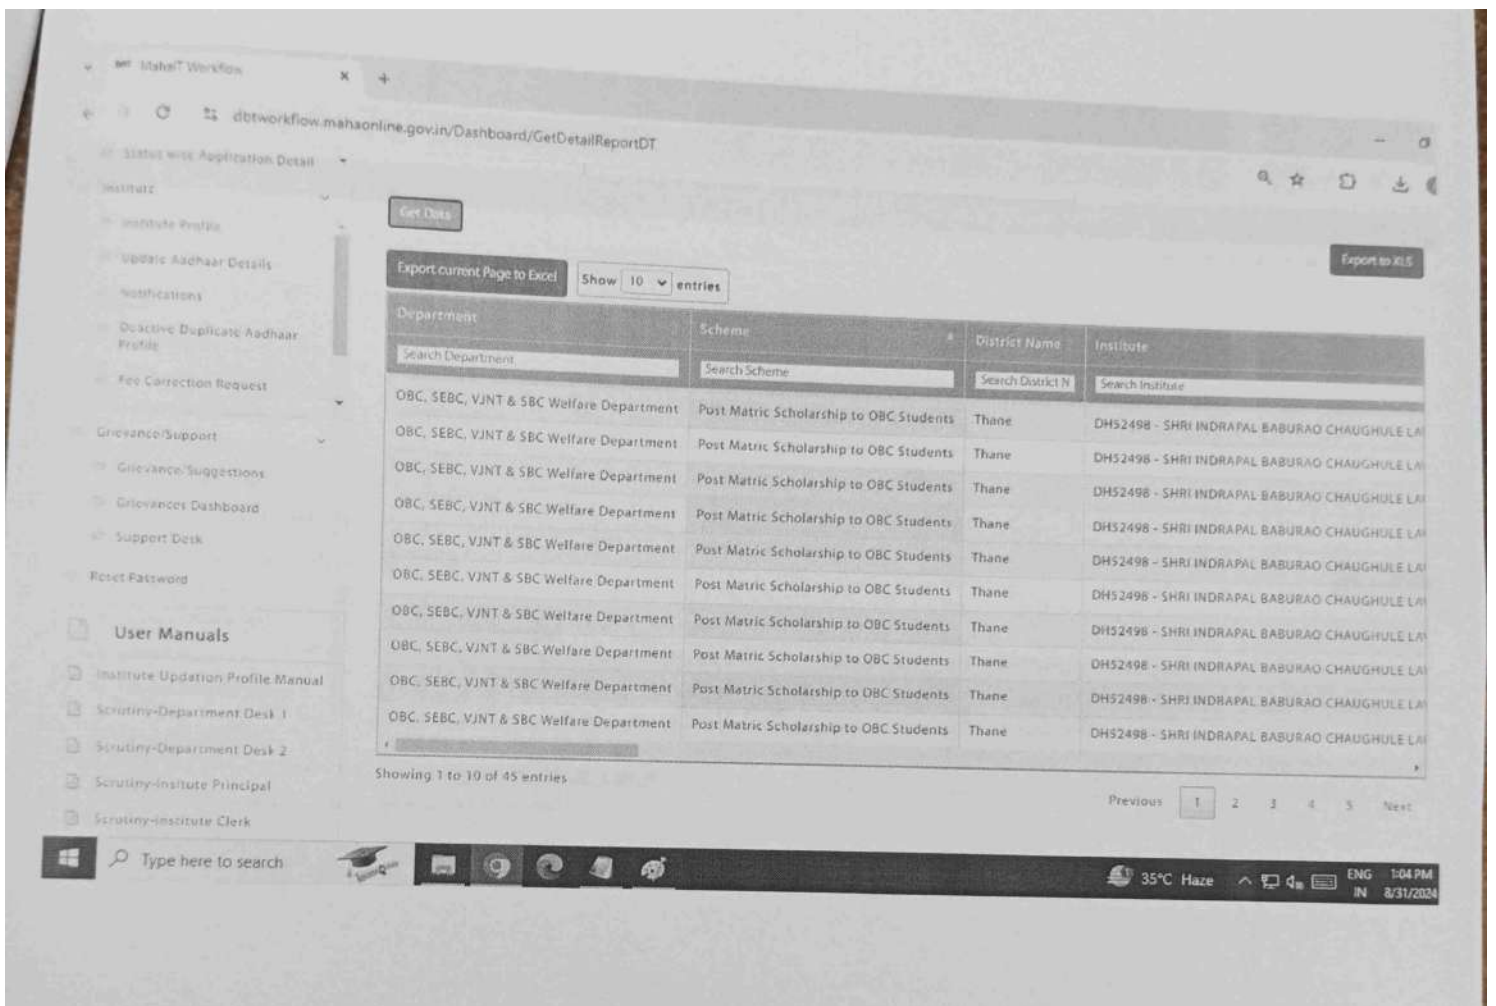 MahaIT Workflow
dbtworkflow.mahaonline.gov.in/Dashboard/GetDetailReportDT
Status wise Application Detail
Institute
Institute Profile
Update Aadhaar Details
Notifications
Deactive Duplicate Aadhaar
Profile
Fee Correction Request
Grievance/Support
Grievance/Suggestions
Grievances Dashboard
Support Desk
Reset Password
User Manuals
Institute Updation Profile Manual
Scrutiny-Department Desk 1
Scrutiny-Department Desk 2
Scrutiny-Insitute Principal
Scrutiny-Institute Clerk
Get Data
Export to XLS
Export current Page to Excel Show 10 entries
Department Scheme District Name Institute
Search Department Search Scheme Search District N Search Institute
OBC, SEBC, VJNT & SBC Welfare Department Post Matric Scholarship to OBC Students Thane DHS2498 - SHRI INDRAPAL BABURAO CHAUGHULE LA
OBC, SEBC, VJNT & SBC Welfare Department Post Matric Scholarship to OBC Students Thane DHS2498 - SHRI INDRAPAL BABURAO CHAUGHULE LA
OBC, SEBC, VJNT & SBC Welfare Department Post Matric Scholarship to OBC Students Thane DHS2498 - SHRI INDRAPAL BABURAO CHAUGHULE LA
OBC, SEBC, VJNT & SBC Welfare Department Post Matric Scholarship to OBC Students Thane DHS2498 - SHRI INDRAPAL BABURAO CHAUGHULE LA
OBC, SEBC, VJNT & SBC Welfare Department Post Matric Scholarship to OBC Students Thane DHS2498 - SHRI INDRAPAL BABURAO CHAUGHULE LA
OBC, SEBC, VJNT & SBC Welfare Department Post Matric Scholarship to OBC Students Thane DHS2498 - SHRI INDRAPAL BABURAO CHAUGHULE LA
OBC, SEBC, VJNT & SBC Welfare Department Post Matric Scholarship to OBC Students Thane DHS2498 - SHRI INDRAPAL BABURAO CHAUGHULE LA
OBC, SEBC, VJNT & SBC Welfare Department Post Matric Scholarship to OBC Students Thane DHS2498 - SHRI INDRAPAL BABURAO CHAUGHULE LA
OBC, SEBC, VJNT & SBC Welfare Department Post Matric Scholarship to OBC Students Thane DHS2498 - SHRI INDRAPAL BABURAO CHAUGHULE LA
OBC, SEBC, VJNT & SBC Welfare Department Post Matric Scholarship to OBC Students Thane DHS2498 - SHRI INDRAPAL BABURAO CHAUGHULE LA
Showing 1 to 10 of 45 entries
Previous 1 2 3 4 5 Next
Type here to search
35°C Haze ENG 1:04 PM
IN 8/31/2024